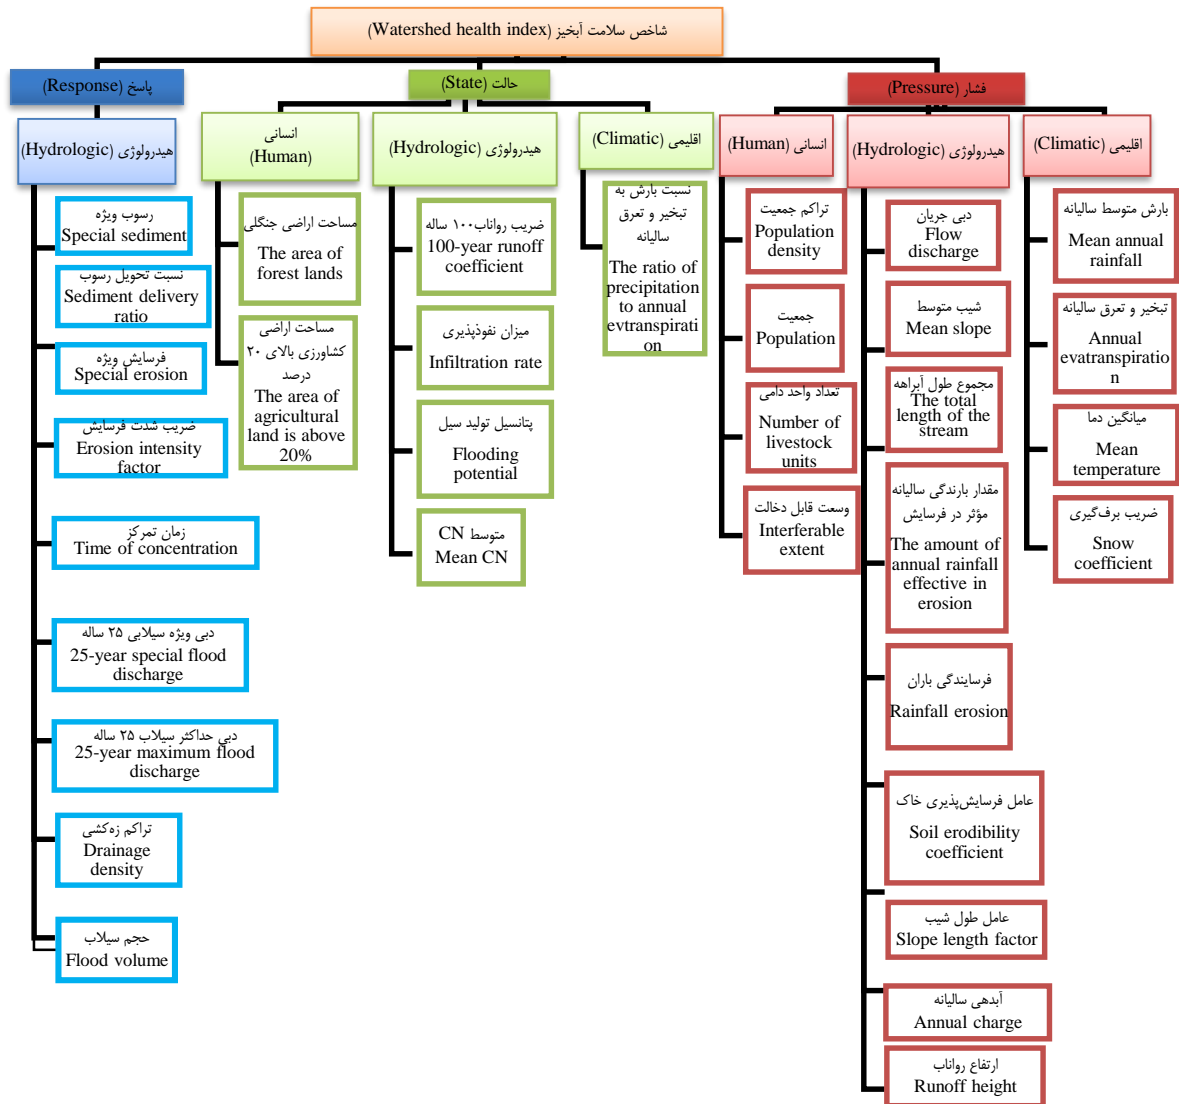 شاخص سلامت آبخیز (Watershed health index)
پاسخ (Response)
حالت (State)
فشار (Pressure)
هیدرولوژی (Hydrologic)
انسانی
(Human)
هیدرولوژی (Hydrologic)
اقلیمی (Climatic)
انسانی (Human)
هیدرولوژی (Hydrologic)
اقلیمی (Climatic)
رسوب ویژه
Special sediment
نسبت تحویل رسوب
Sediment delivery
ratio
فرسایش ویژه
Special erosion
ضریب شدت فرسایش
Erosion intensity
factor
زمان تمرکز
Time of concentration
دبی ویژه سیلابی ۲۵ ساله
25-year special flood
discharge
دبی حداکثر سیلاب ۲۵ ساله
25-year maximum flood
discharge
تراکم زه‌کشی
Drainage
density
حجم سیلاب
Flood volume
مساحت اراضی جنگلی
The area of
forest lands
مساحت اراضی
کشاورزی بالای ۲۰
درصد
The area of
agricultural
land is above
20%
ضریب رواناب۱۰۰ ساله
100-year runoff
coefficient
میزان نفوذپذیری
Infiltration rate
پتانسیل تولید سیل
Flooding
potential
متوسط CN
Mean CN
نسبت بارش به
تبخیر و تعرق
سالیانه
The ratio of
precipitation
to annual
evtranspirati
on
تراکم جمعیت
Population
density
جمعیت
Population
تعداد واحد دامی
Number of
livestock
units
وسعت قابل دخالت
Interferable
extent
دبی جریان
Flow
discharge
شیب متوسط
Mean slope
مجموع طول آبراهه
The total
length of the
stream
مقدار بارندگی سالیانه
مؤثر در فرسایش
The amount of
annual rainfall
effective in
erosion
فرسایندگی باران
Rainfall erosion
عامل فرسایش‌پذیری خاک
Soil erodibility
coefficient
عامل طول شیب
Slope length factor
آبدهی سالیانه
Annual charge
ارتفاع رواناب
Runoff height
بارش متوسط سالیانه
Mean annual
rainfall
تبخیر و تعرق سالیانه
Annual
evatranspiratio
n
میانگین دما
Mean
temperature
ضریب برف‌گیری
Snow
coefficient